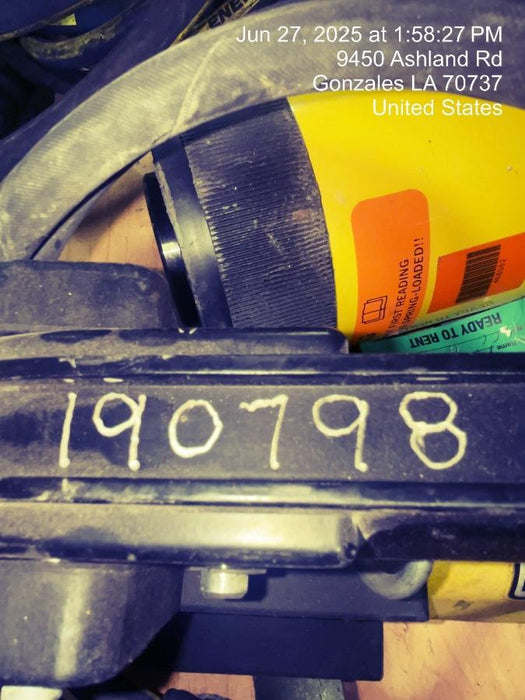 Jun 27, 2025 at 1:58:27 PM
9450 Ashland Rd
Gonzales LA 70737
United States
FIRST READING
SPRING-LOADED!!
READY TO RENT
190798